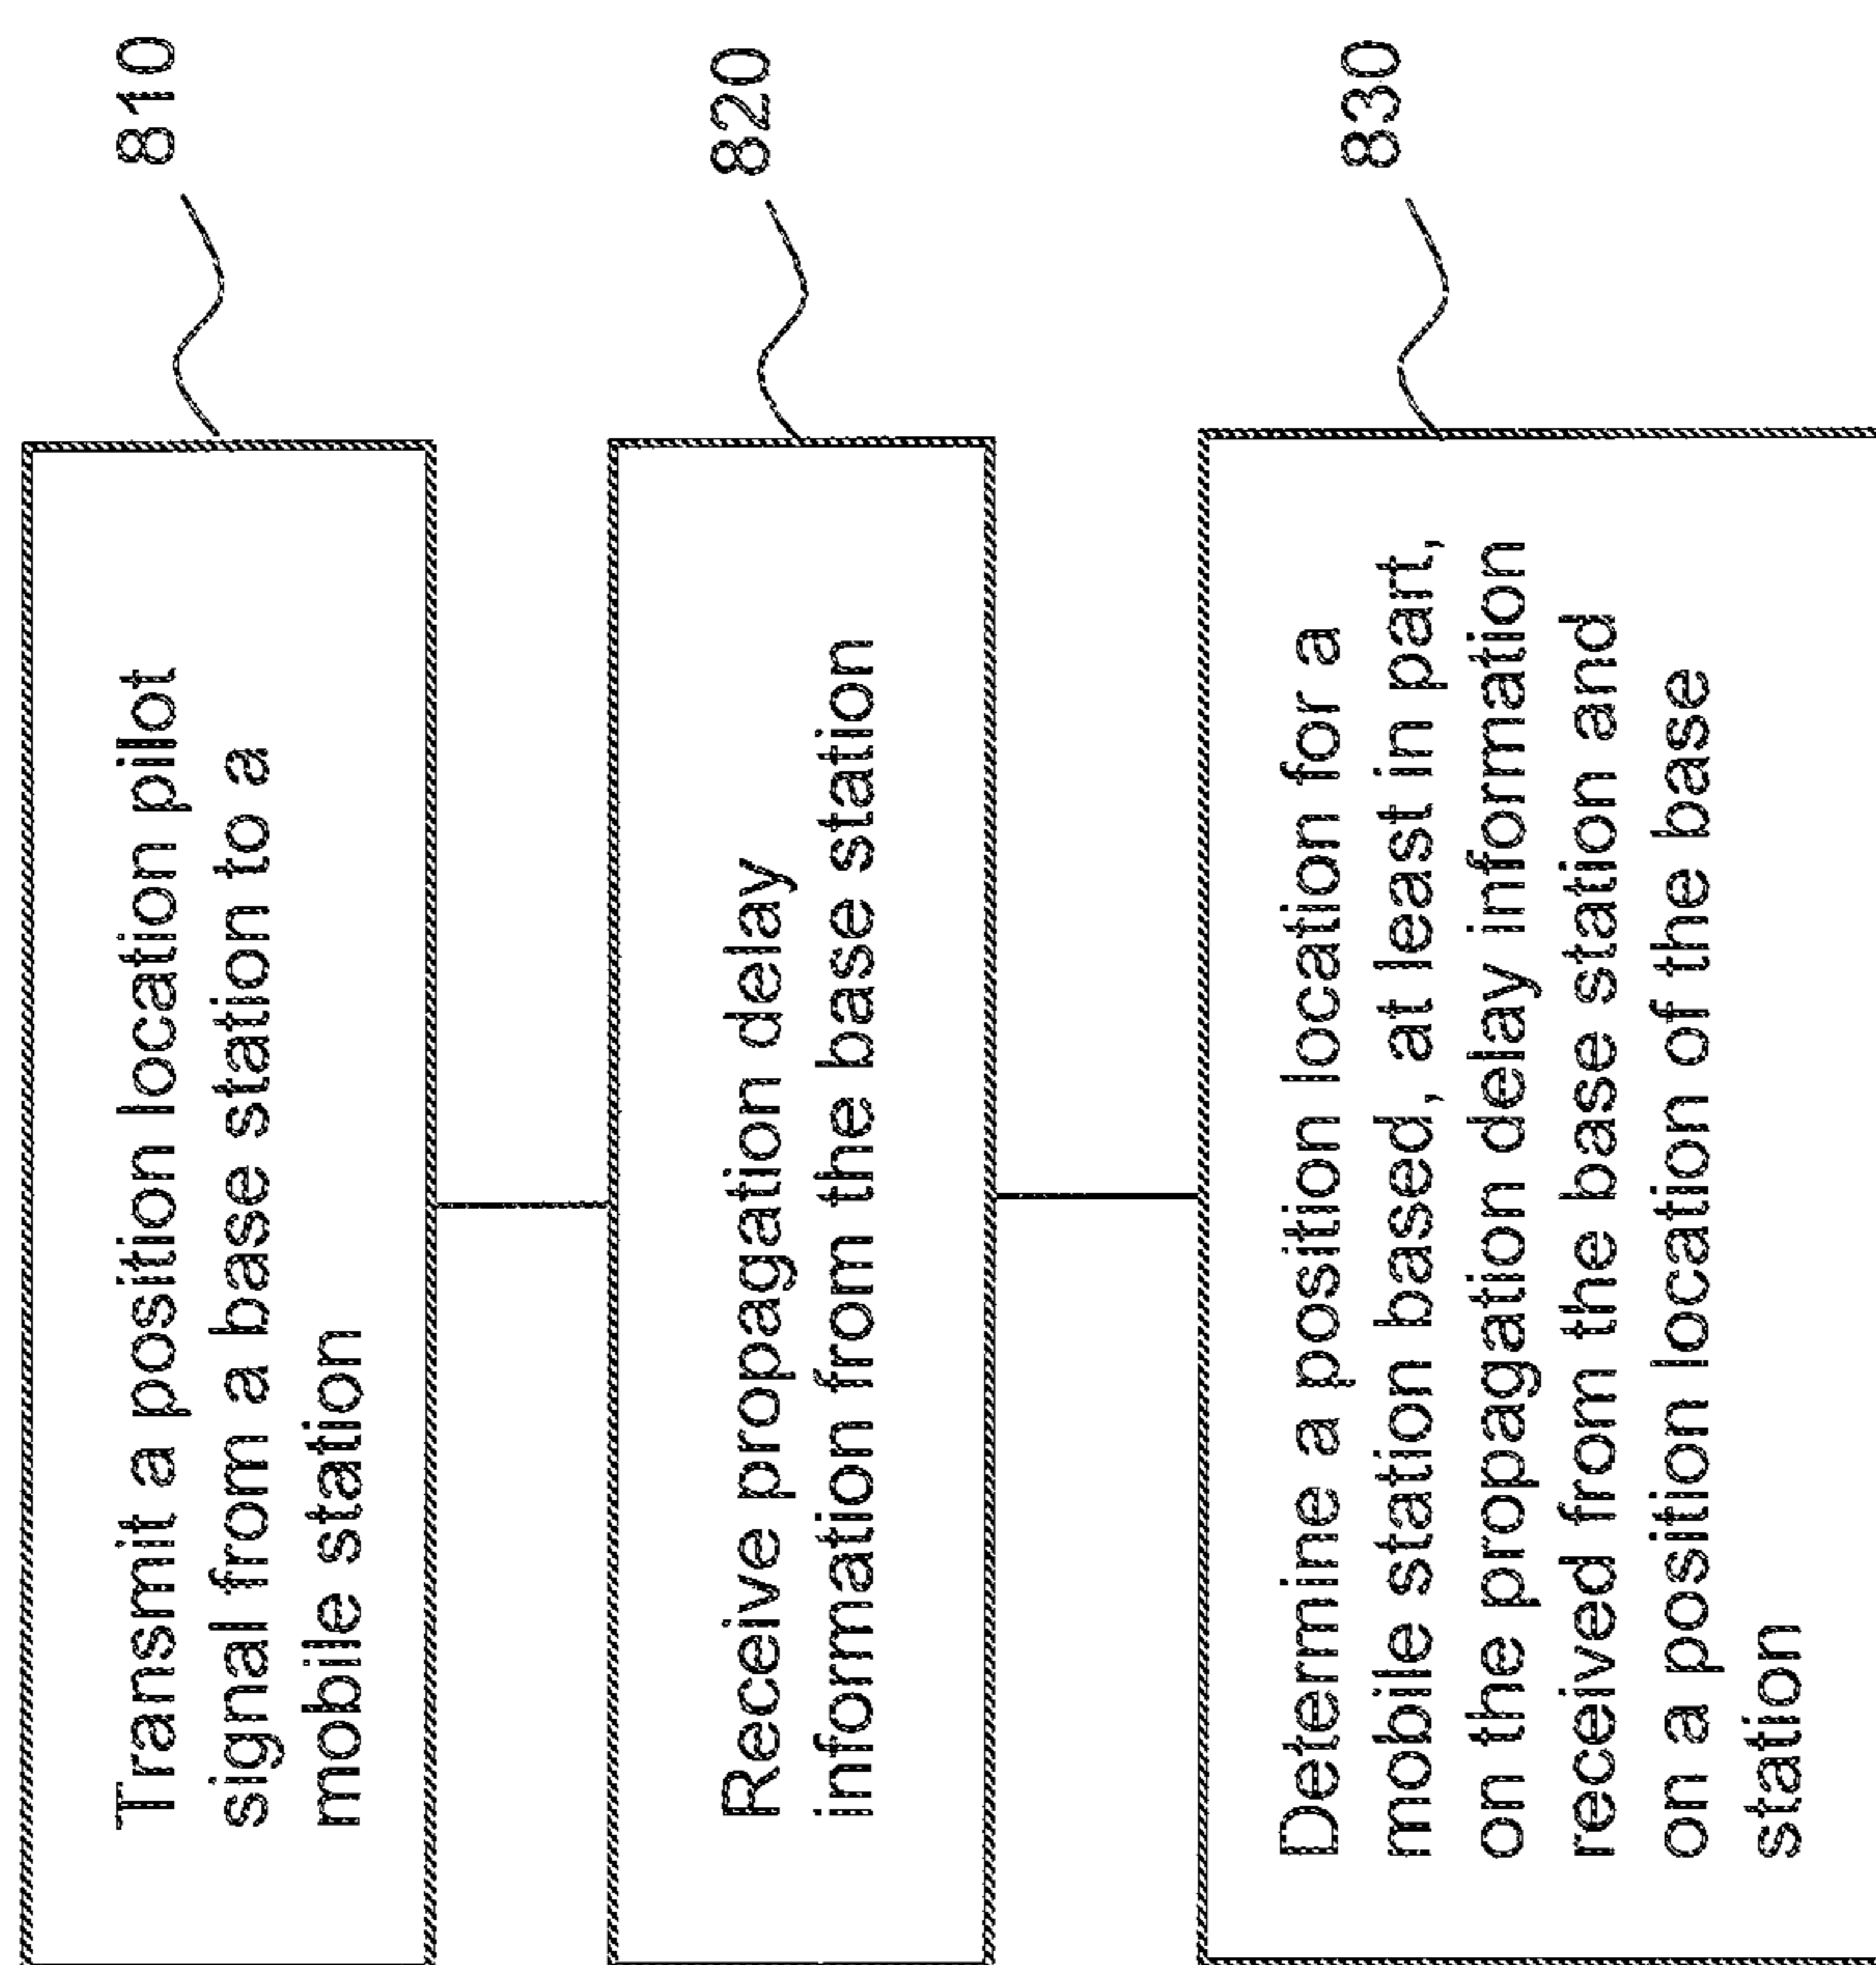 Transmit a position location pilot
signal from a base station to a
mobile station
810
Receive propagation delay
information from the base station
820
Determine a position location for a
mobile station based, at least in part,
on the propagation delay information
received from the base station and
on a position location of the base
station
830